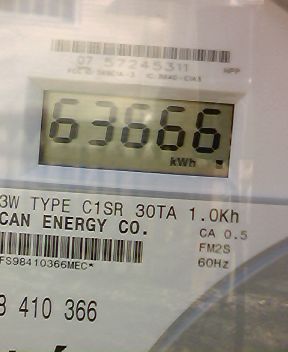 07 57245311
63666
kWh
3W TYPE C1SR 30TA 1.0Kh
CAN ENERGY CO.
CA 0.5
FM2S
FS98410366MEC*
60Hz
8 410 366